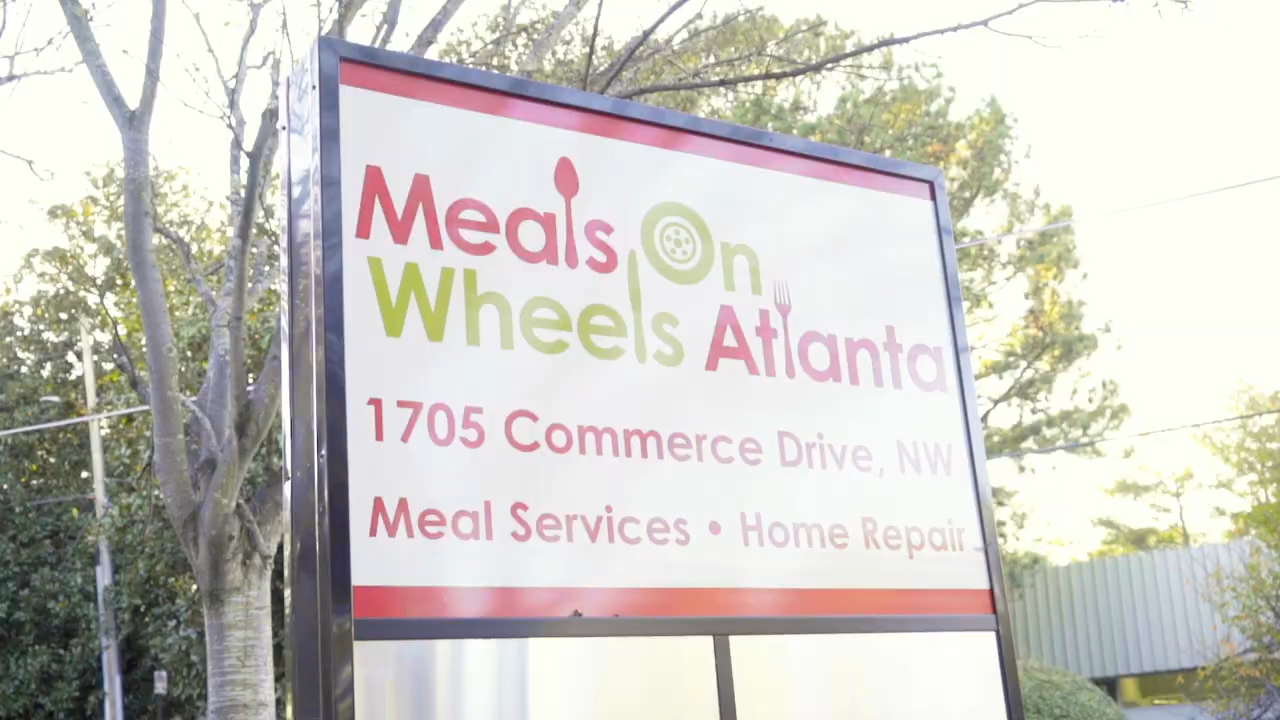 Meals On
Wheels Atlanta
1705 Commerce Drive, NW
Meal Services • Home Repair